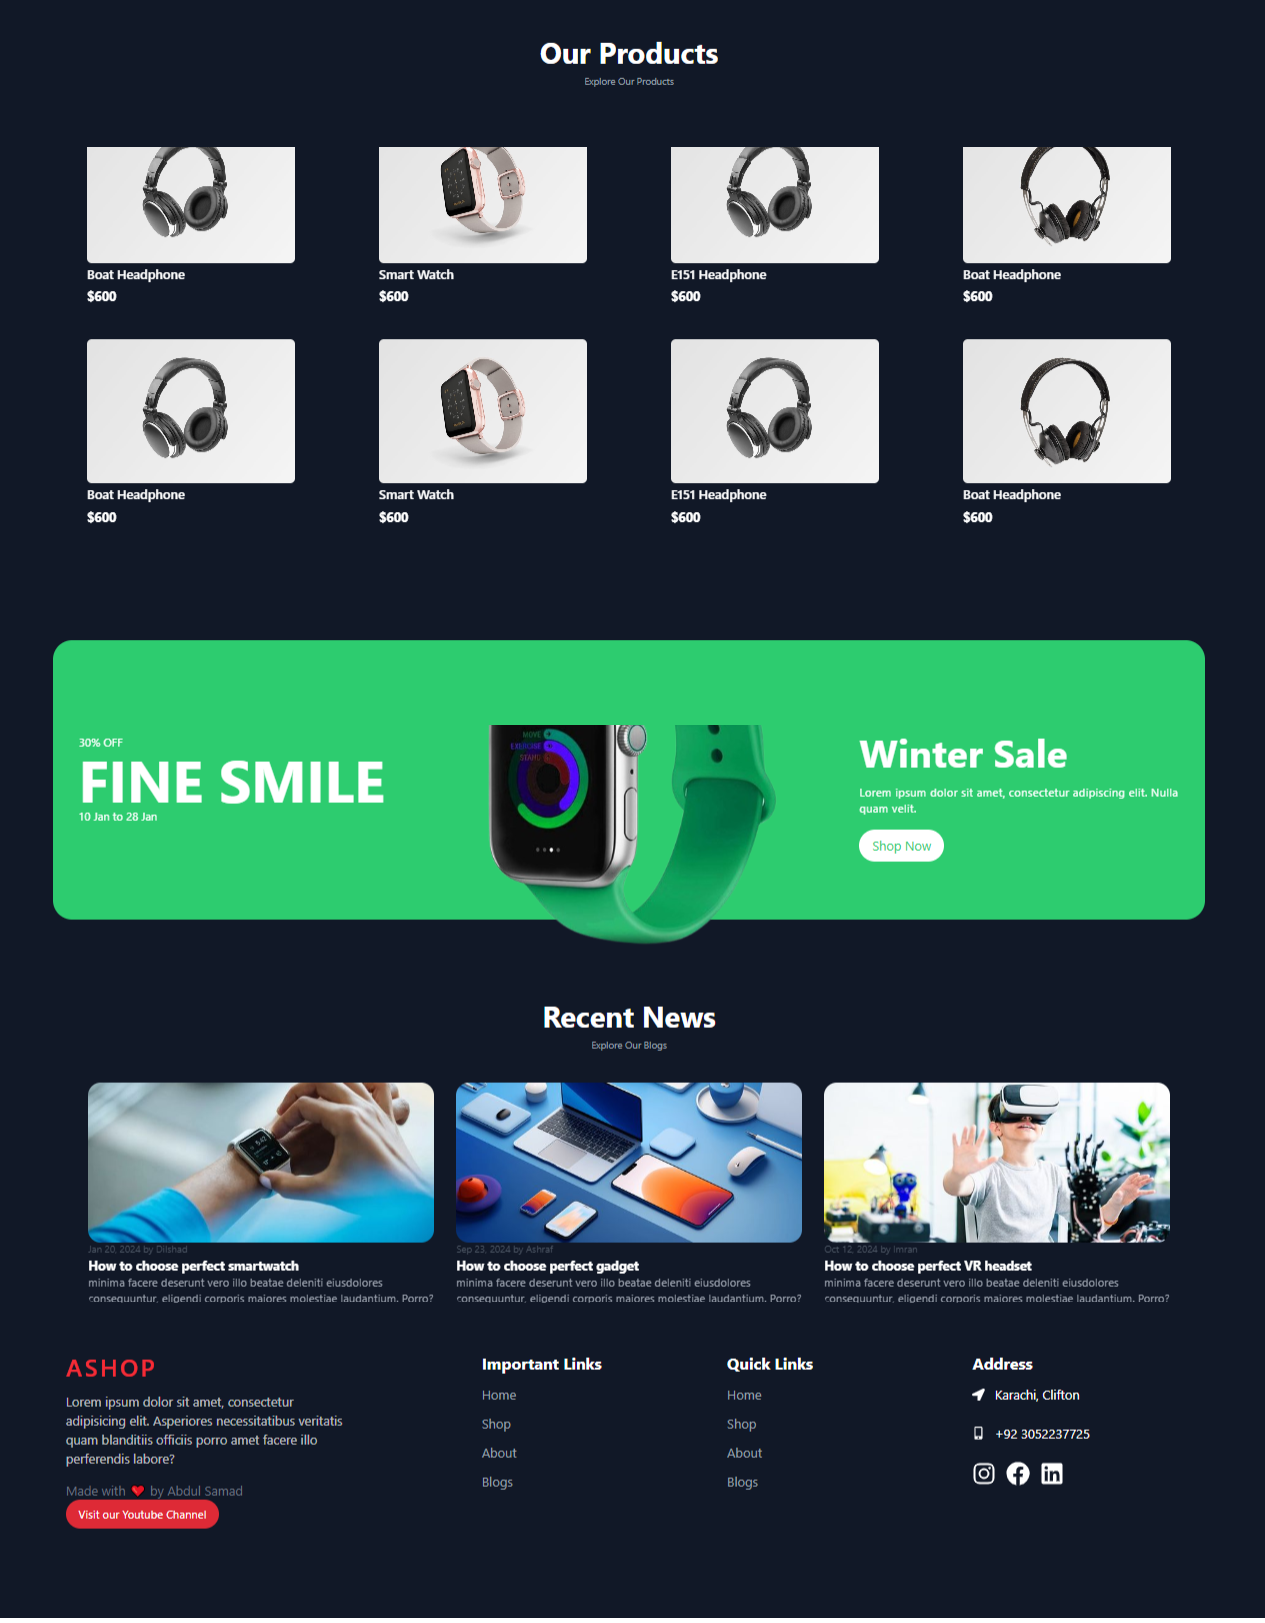 Our Products
Explore Our Products
Boat Headphone
$600
Smart Watch
$600
E151 Headphone
$600
Boat Headphone
$600
Boat Headphone
$600
Smart Watch
$600
E151 Headphone
$600
Boat Headphone
$600
30% OFF
FINE SMILE
10 Jan to 28 Jan
MOVE
EXERCISE
STAND
Winter Sale
Lorem ipsum dolor sit amet, consectetur adipiscing elit. Nulla
quam velit.
Shop Now
Recent News
Explore Our Blogs
Jan 20, 2024 by Dilshad
How to choose perfect smartwatch
minima facere deserunt vero illo beatae deleniti eiusdolores
consequuntur, eligendi corporis maiores molestiae laudantium. Porro?
Sep 23, 2024 by Ashraf
How to choose perfect gadget
minima facere deserunt vero illo beatae deleniti eiusdolores
consequuntur, eligendi corporis maiores molestiae laudantium. Porro?
Oct 12, 2024 by Imran
How to choose perfect VR headset
minima facere deserunt vero illo beatae deleniti eiusdolores
consequuntur, eligendi corporis maiores molestiae laudantium. Porro?
ASHOP
Lorem ipsum dolor sit amet, consectetur
adipisicing elit. Asperiores necessitatibus veritatis
quam blanditiis officiis porro amet facere illo
perferendis labore?
Made with ❤️ by Abdul Samad
Visit our Youtube Channel
Important Links
Home
Shop
About
Blogs
Quick Links
Home
Shop
About
Blogs
Address
Karachi, Clifton
+92 3052237725